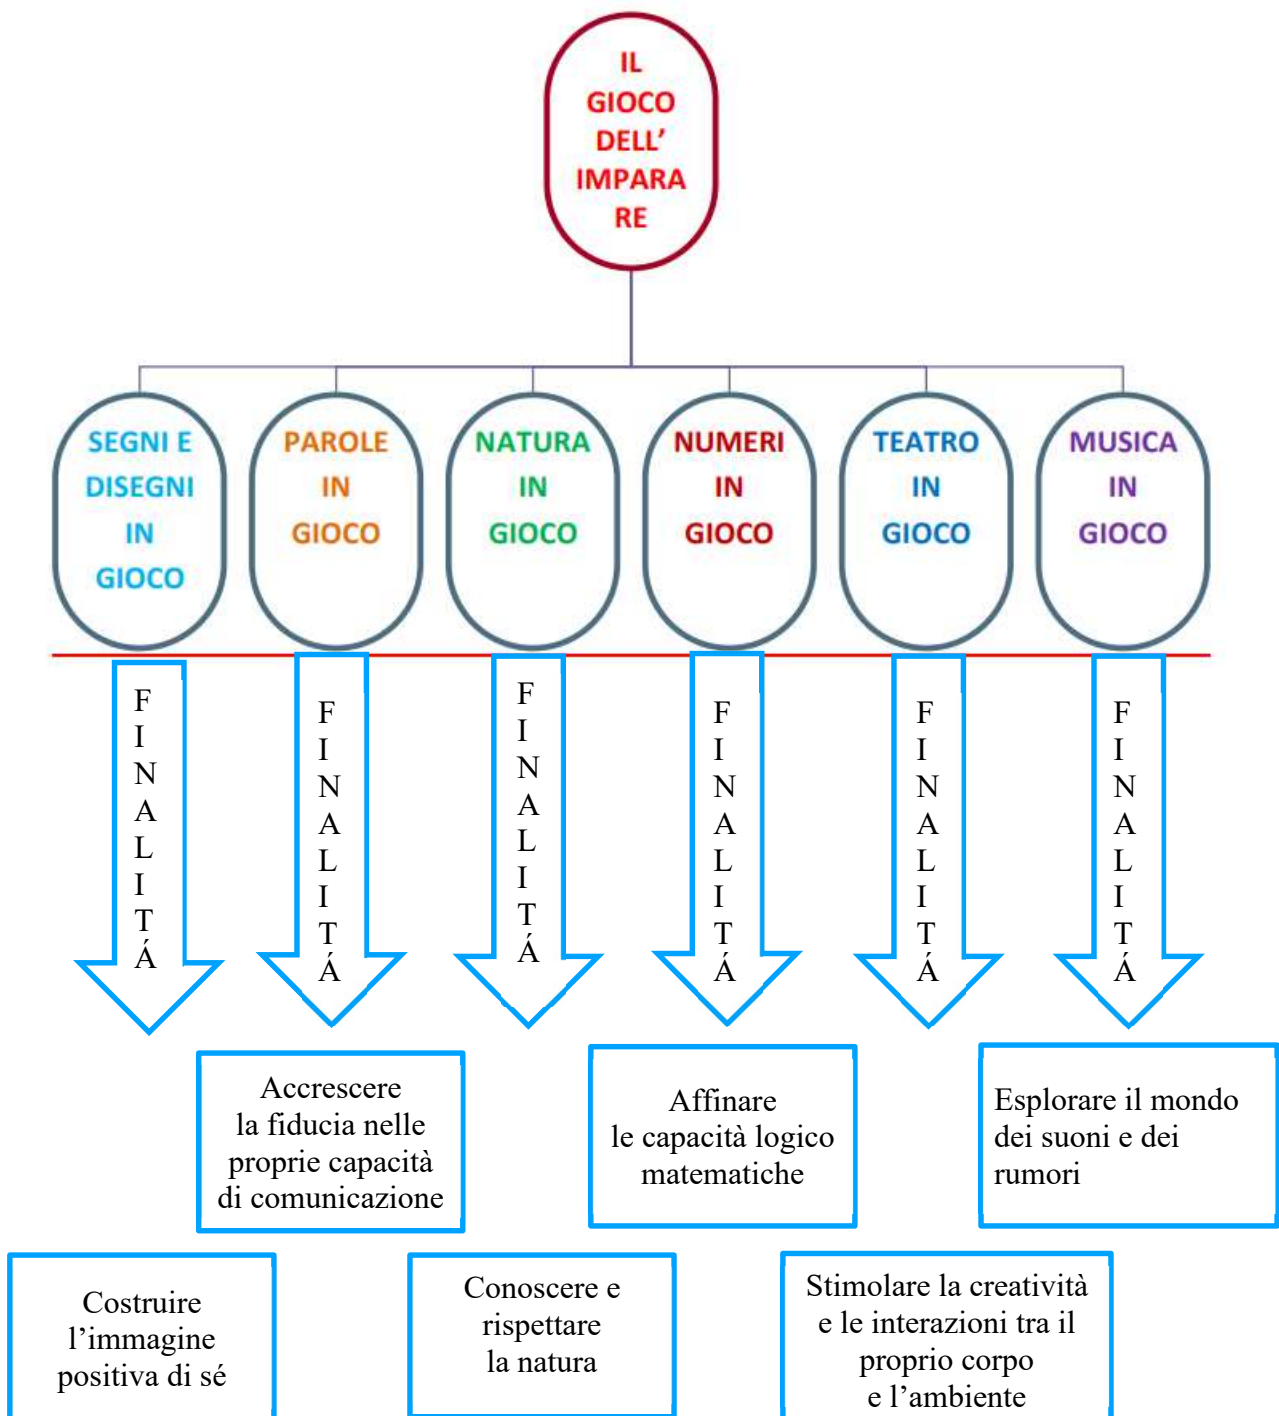 IL
GIOCO
DELL’
IMPARA
RE
SEGNI E
DISEGNI
IN
GIOCO
PAROLE
IN
GIOCO
NATURA
IN
GIOCO
NUMERI
IN
GIOCO
TEATRO
IN
GIOCO
MUSICA
IN
GIOCO
F
I
N
A
L
I
T
Á
F
I
N
A
L
I
T
Á
F
I
N
A
L
I
T
Á
F
I
N
A
L
I
T
Á
F
I
N
A
L
I
T
Á
F
I
N
A
L
I
T
Á
Accrescere
la fiducia nelle
proprie capacità
di comunicazione
Affinare
le capacità logico
matematiche
Esplorare il mondo
dei suoni e dei
rumori
Costruire
l’immagine
positiva di sé
Conoscere e
rispettare
la natura
Stimolare la creatività
e le interazioni tra il
proprio corpo
e l’ambiente